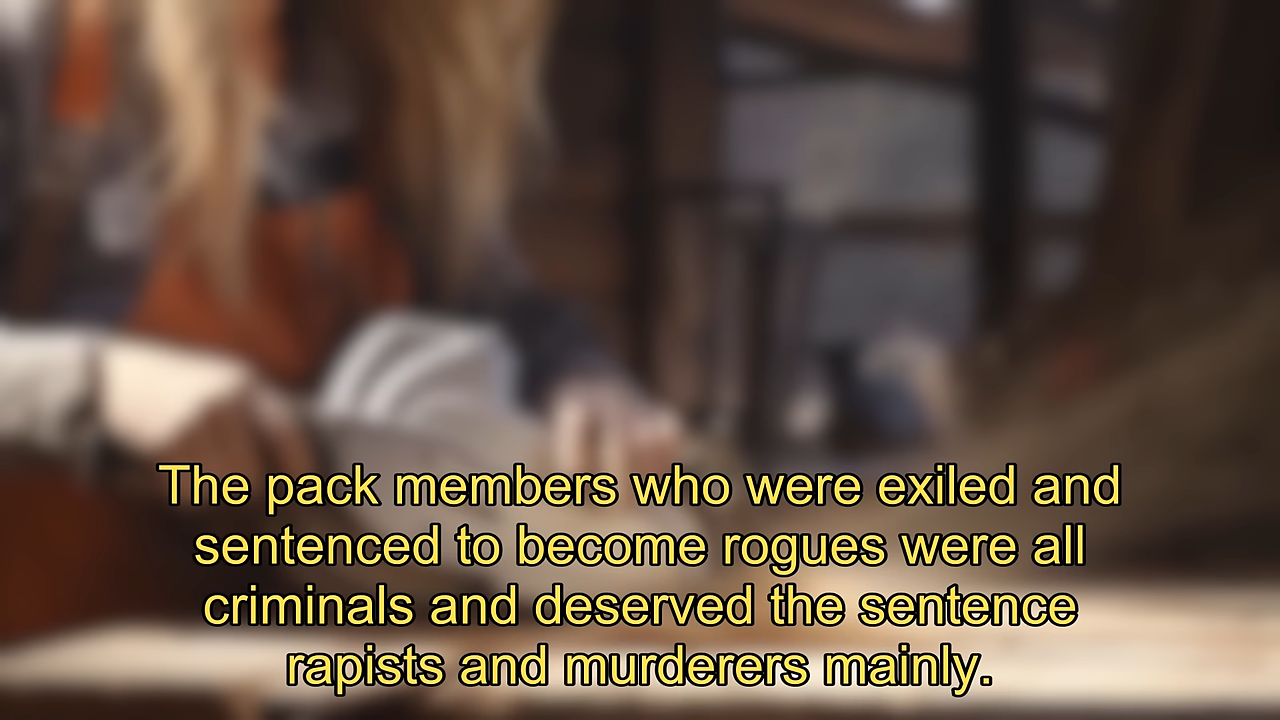 The pack members who were exiled and
sentenced to become rogues were all
criminals and deserved the sentence
rapists and murderers mainly.